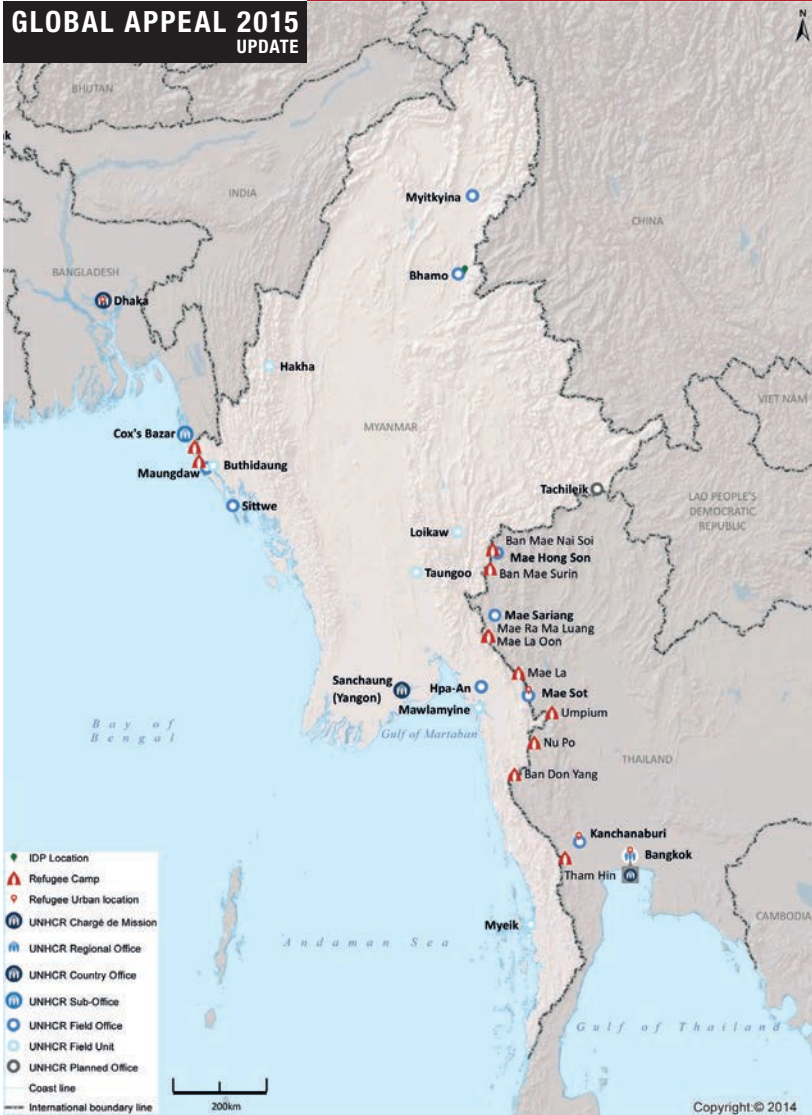 GLOBAL APPEAL 2015
UPDATE
N
BHUTAN
k
INDIA
Myitkyina
CHINA
BANGLADESH
Bhamo
Dhaka
Hakha
VIET NAM
MYANMAR
Cox's Bazar
Buthidaung
Maungdaw
Tachileik
LAO PEOPLE'S
DEMOCRATIC
REPUBLIC
Sittwe
Loikaw
Ban Mae Nai Soi
Mae Hong Son
Taungoo
Ban Mae Surin
Mae Sariang
Mae Ra Ma Luang
Mae La Oon
Mae La
Sanchaung
(Yangon)
Hpa-An
Mae Sot
Mawlamyine
Umpium
Bay of
Bengal
Gulf of Martaban
Nu Po
THAILAND
Ban Don Yang
Kanchanaburi
Bangkok
Tham Hin
CAMBODIA
Myeik
Andaman Sea
Gulf of Thailand
IDP Location
Refugee Camp
Refugee Urban location
UNHCR Chargé de Mission
UNHCR Regional Office
UNHCR Country Office
UNHCR Sub-Office
UNHCR Field Office
UNHCR Field Unit
UNHCR Planned Office
Coast line
International boundary line
200km
Copyright:© 2014